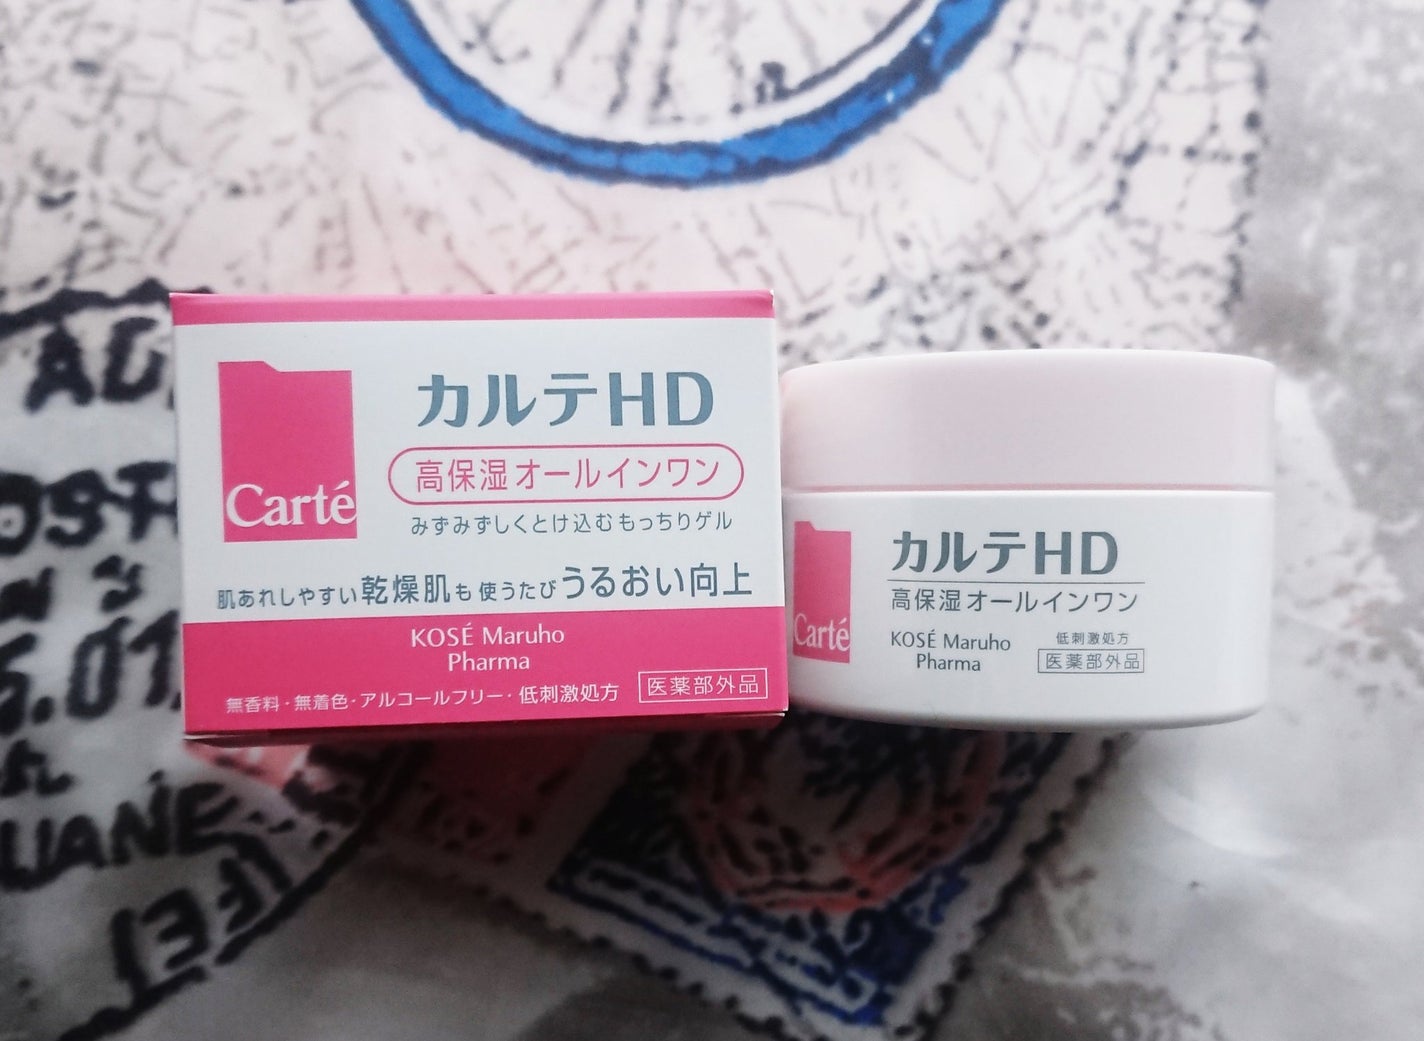 カルテHD
Carté
高保湿オールインワン
みずみずしくとけ込むもっちりゲル
肌あれしやすい乾燥肌も使うたびうるおい向上
KOSÉ Maruho
Pharma
無香料・無着色・アルコールフリー・低刺激処方
医薬部外品
カルテHD
高保湿オールインワン
Carté
KOSÉ Maruho
Pharma
低刺激処方
医薬部外品